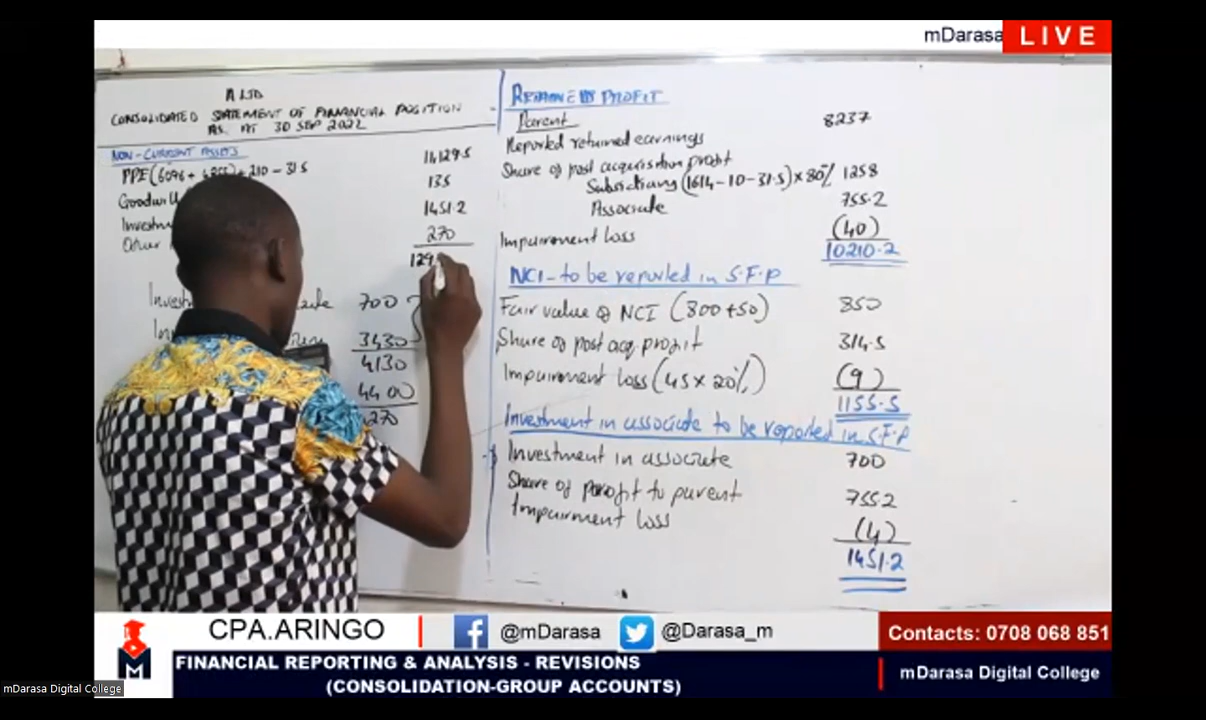 mDarasa LIVE
A LTD
CONSOLIDATED STATEMENT OF FINANCIAL POSITION
AS AT 30 SEP 2022
NON-CURRENT ASSETS
PPE (6096 + 210 - 31.5 11129.5
Goodwill 135
Investm 1451.2
Other 270
129
Invest 700
3430
4130
4400
270
RETAINED PROFIT
Parent
Reported retained earnings 8237
Share of post acquisition profit
Subsidiary (1614-10-31.5) x 80% 1258
Associate 755.2
Impairment loss (40)
10210.2
NCI - to be reported in S.F.P
Fair value of NCI (800+50) 850
Share of post acq. profit 314.5
Impairment loss (45 x 20%) (9)
1155.5
Investment in associate to be reported in S.F.P
Investment in associate 700
Share of profit to parent 755.2
Impairment loss (4)
1451.2
CPA.ARINGO @mDarasa @Darasa_m Contacts: 0708 068 851
FINANCIAL REPORTING & ANALYSIS - REVISIONS
(CONSOLIDATION-GROUP ACCOUNTS) mDarasa Digital College
mDarasa Digital College